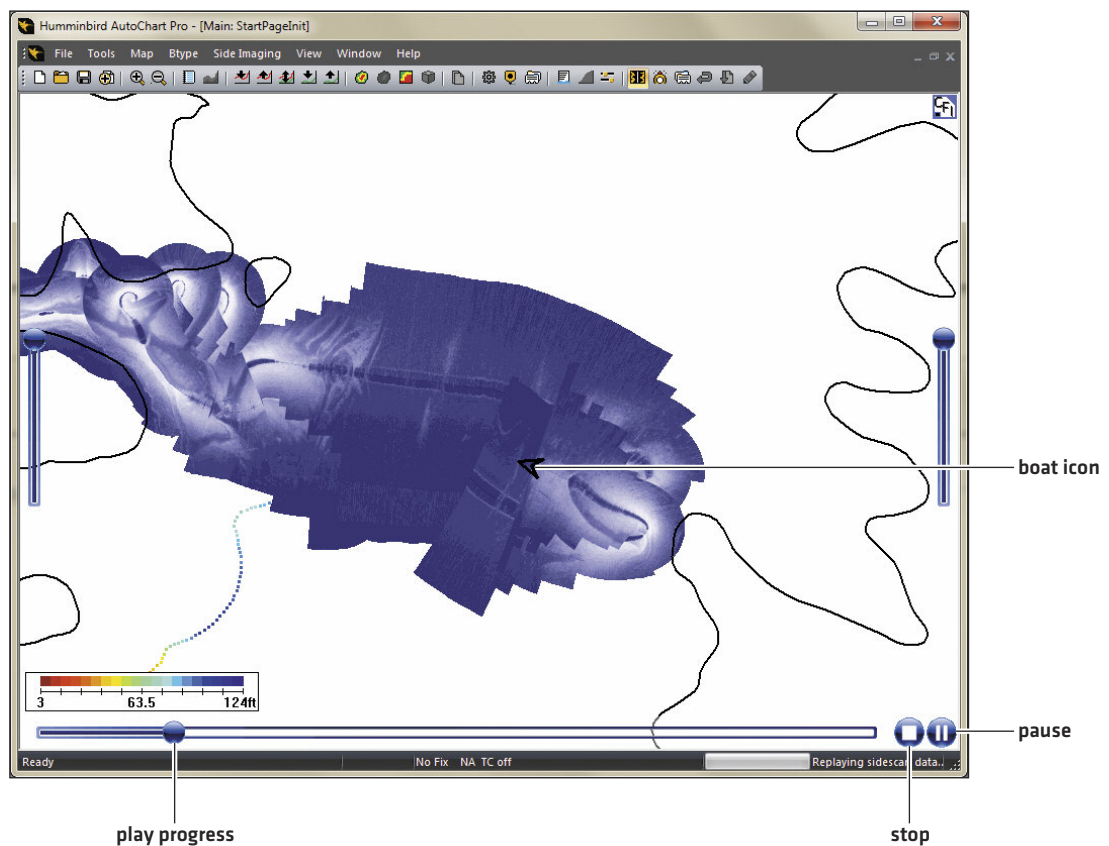 Humminbird AutoChart Pro - [Main: StartPageInit]
File Tools Map Btype Side Imaging View Window Help
CFI
boat icon
3 63.5 124ft
pause
Ready No Fix NA TC off Replaying sidescan data..
play progress
stop